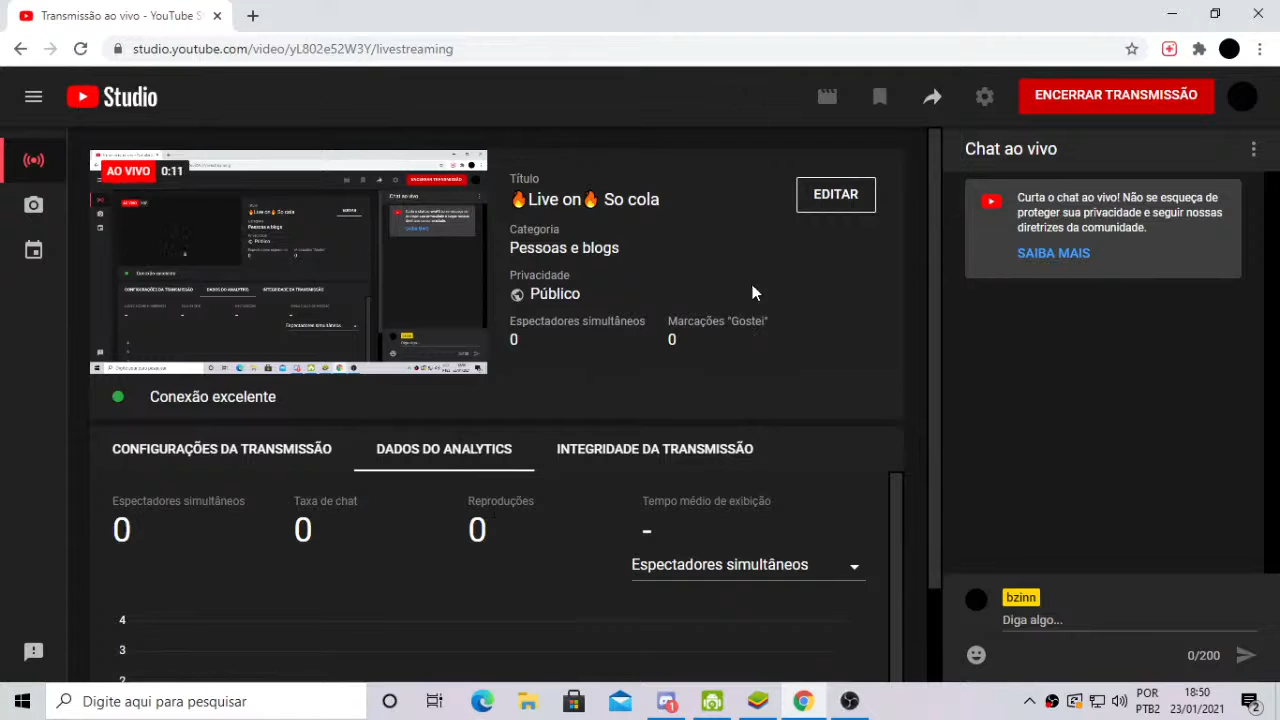 Transmissão ao vivo - YouTube S
studio.youtube.com/video/yL802e52W3Y/livestreaming
Studio
ENCERRAR TRANSMISSÃO
AO VIVO 0:11
Título
🔥Live on🔥 So cola
EDITAR
Categoria
Pessoas e blogs
Privacidade
Público
Espectadores simultâneos
Marcações "Gostei"
0
0
Conexão excelente
CONFIGURAÇÕES DA TRANSMISSÃO
DADOS DO ANALYTICS
INTEGRIDADE DA TRANSMISSÃO
Espectadores simultâneos
Taxa de chat
Reproduções
Tempo médio de exibição
0
0
0
-
Espectadores simultâneos
4
3
2
Chat ao vivo
Curta o chat ao vivo! Não se esqueça de
proteger sua privacidade e seguir nossas
diretrizes da comunidade.
SAIBA MAIS
bzinn
Diga algo...
0/200
Digite aqui para pesquisar
1
POR
PTB2
18:50
23/01/2021
2